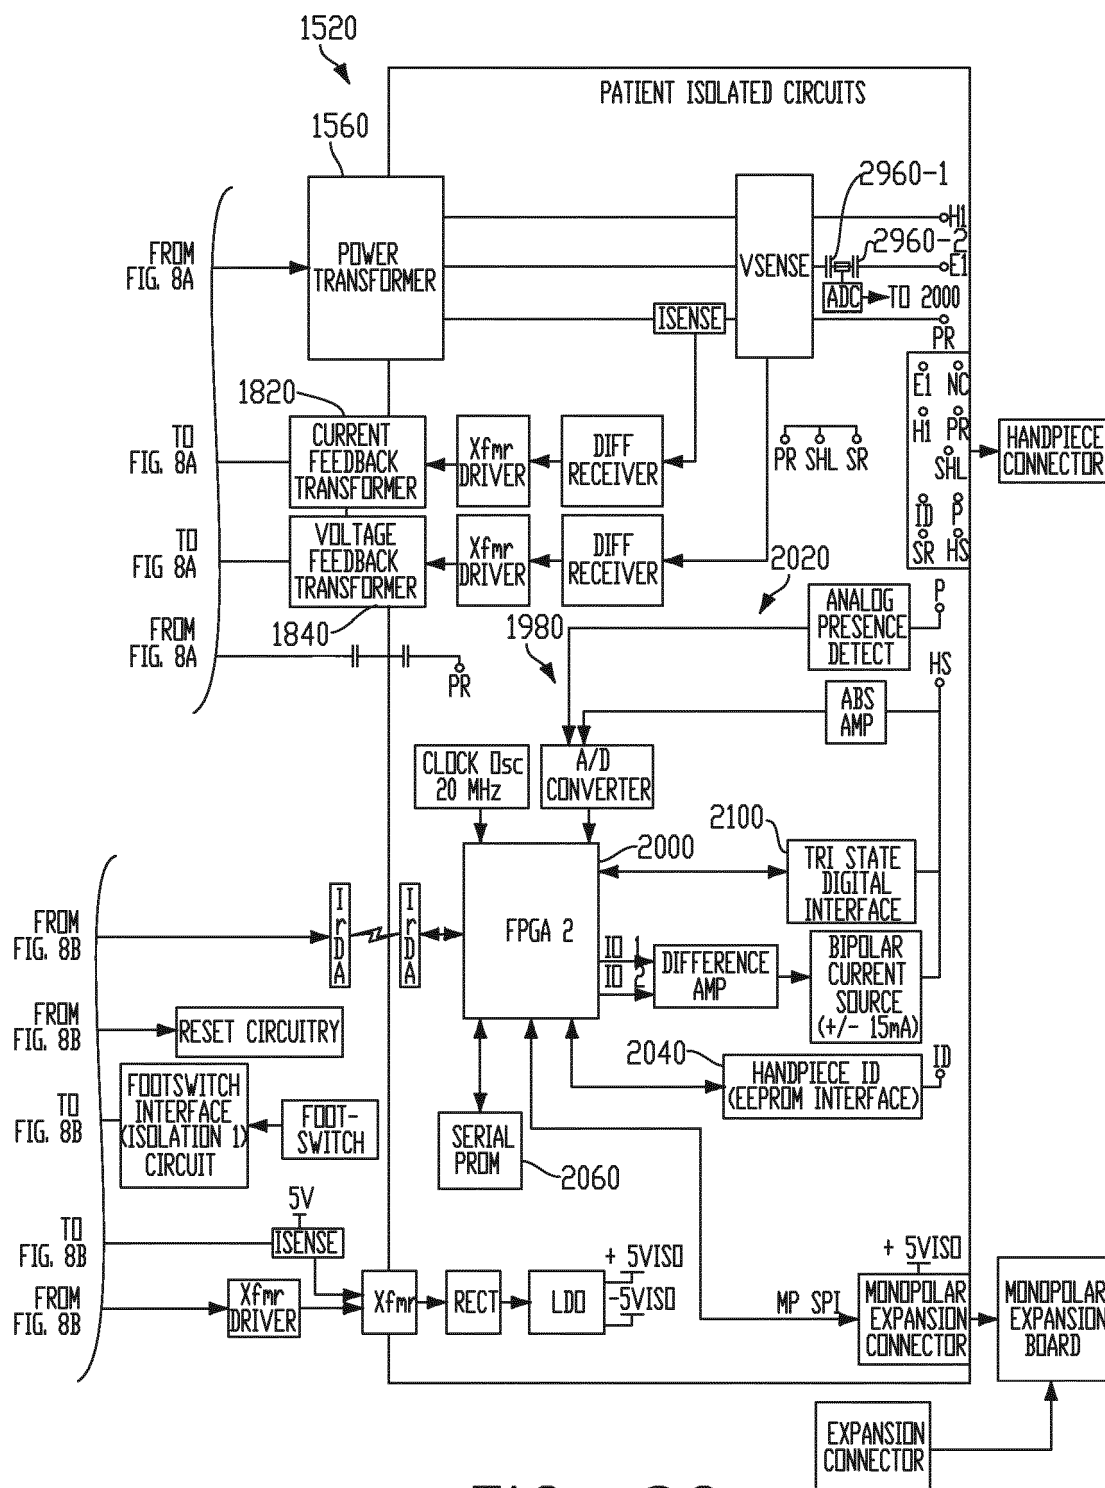 1520
PATIENT ISOLATED CIRCUITS
1560
2960-1
H1
FROM
FIG. 8A
POWER
TRANSFORMER
VSENSE
2960-2
E1
ADC
TO 2000
ISENSE
PR
1820
E1 NC
TO
FIG. 8A
CURRENT
FEEDBACK
TRANSFORMER
Xfmr
DRIVER
DIFF
RECEIVER
PR SHL SR
H1 PR
SHL
HANDPIECE
CONNECTOR
ID P
SR HS
TO
FIG. 8A
VOLTAGE
FEEDBACK
TRANSFORMER
Xfmr
DRIVER
DIFF
RECEIVER
2020
P
FROM
FIG. 8A
1840
1980
ANALOG
PRESENCE
DETECT
PR
HS
ABS
AMP
CLOCK Osc
20 MHz
A/D
CONVERTER
2000
2100
FROM
FIG. 8B
IrDA
IrDA
FPGA 2
TRI STATE
DIGITAL
INTERFACE
IO 1
IO 2
DIFFERENCE
AMP
BIPOLAR
CURRENT
SOURCE
(+/- 15mA)
FROM
FIG. 8B
RESET CIRCUITRY
2040
HANDPIECE ID
(EEPROM INTERFACE)
ID
TO
FIG. 8B
FOOTSWITCH
INTERFACE
(ISOLATION 1)
CIRCUIT
FOOT-
SWITCH
SERIAL
PROM
2060
TO
FIG. 8B
5V
ISENSE
+ 5VISO
-5VISO
+ 5VISO
FROM
FIG. 8B
Xfmr
DRIVER
Xfmr
RECT
LDO
MP SPI
MONOPOLAR
EXPANSION
CONNECTOR
MONOPOLAR
EXPANSION
BOARD
EXPANSION
CONNECTOR